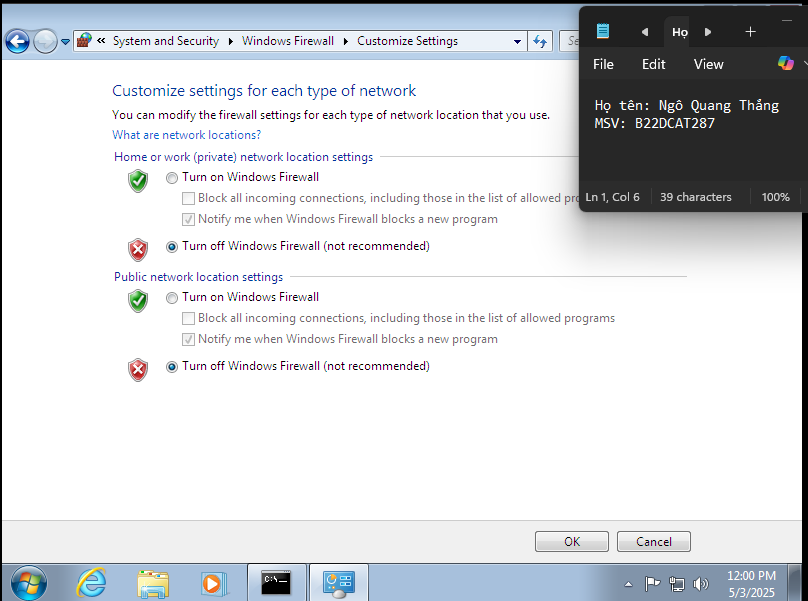 « System and Security ▸ Windows Firewall ▸ Customize Settings
Customize settings for each type of network
You can modify the firewall settings for each type of network location that you use.
What are network locations?
Home or work (private) network location settings
Turn on Windows Firewall
Block all incoming connections, including those in the list of allowed
Notify me when Windows Firewall blocks a new program
Turn off Windows Firewall (not recommended)
Public network location settings
Turn on Windows Firewall
Block all incoming connections, including those in the list of allowed programs
Notify me when Windows Firewall blocks a new program
Turn off Windows Firewall (not recommended)
OK Cancel
Họ
File Edit View
Họ tên: Ngô Quang Thắng
MSV: B22DCAT287
Ln 1, Col 6 39 characters 100%
C:\
12:00 PM
5/3/2025